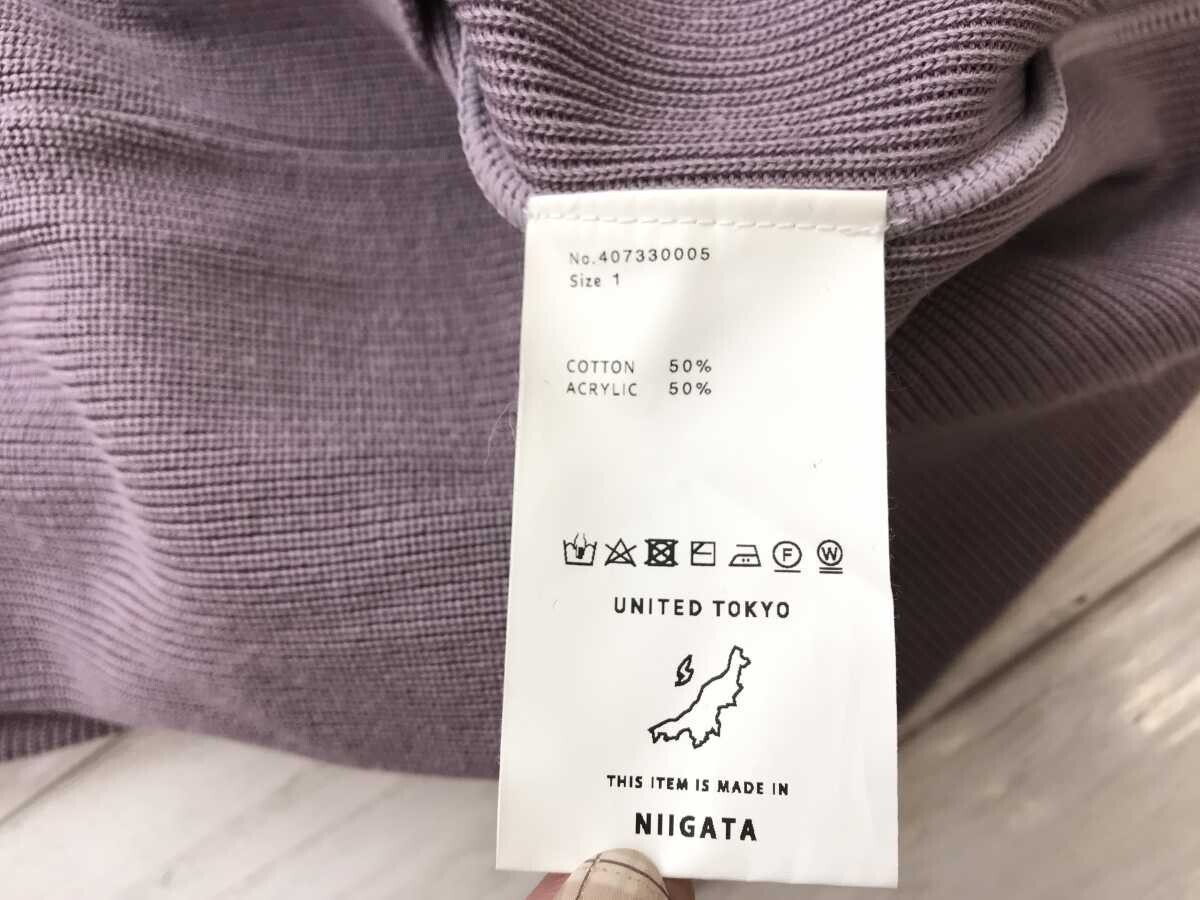 No.407330005
Size 1
COTTON 50%
ACRYLIC 50%
F W
UNITED TOKYO
THIS ITEM IS MADE IN
NIIGATA